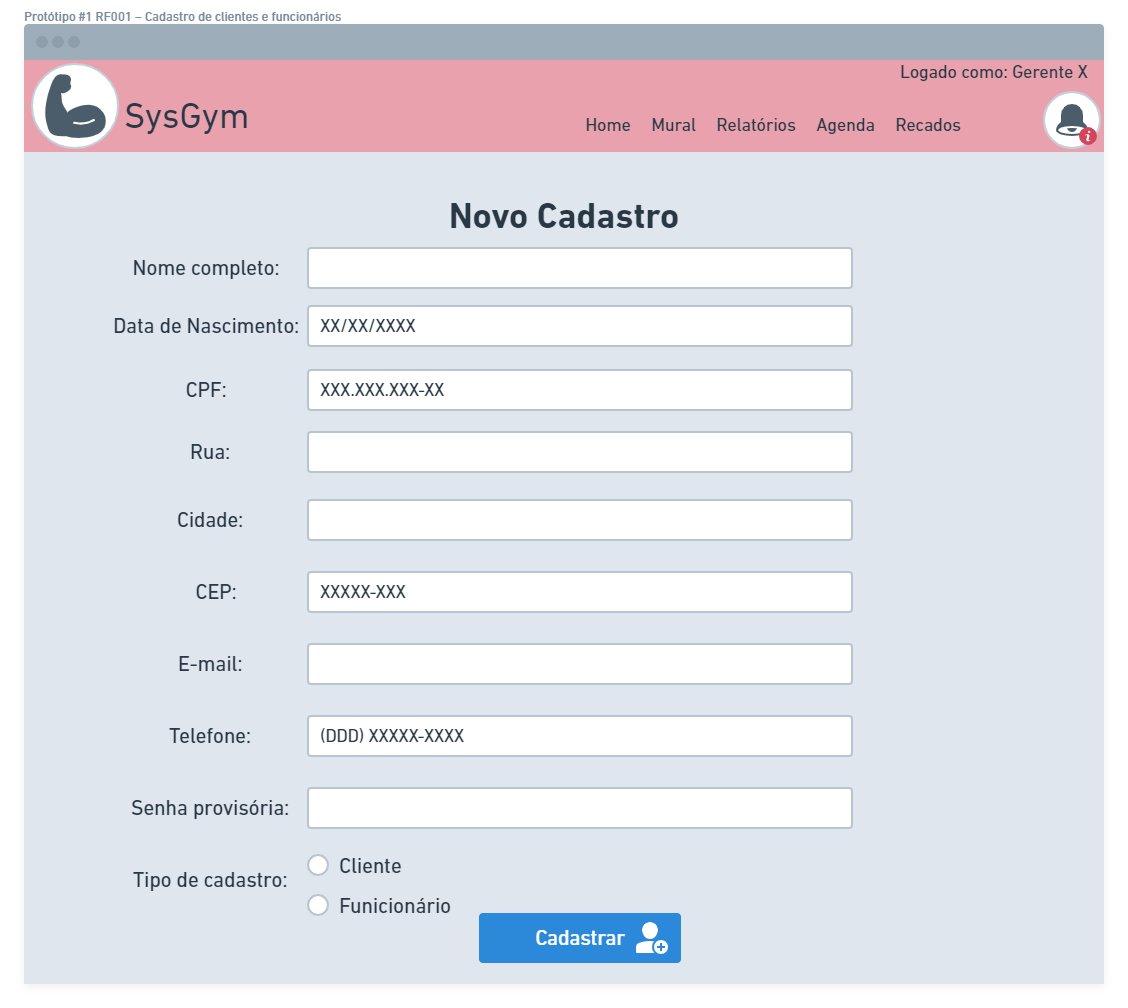 Protótipo #1 RF001 – Cadastro de clientes e funcionários
Logado como: Gerente X
SysGym
Home Mural Relatórios Agenda Recados
i
Novo Cadastro
Nome completo:
Data de Nascimento: XX/XX/XXXX
CPF: XXX.XXX.XXX-XX
Rua:
Cidade:
CEP: XXXXX-XXX
E-mail:
Telefone: (DDD) XXXXX-XXXX
Senha provisória:
Cliente
Tipo de cadastro:
Funicionário
Cadastrar